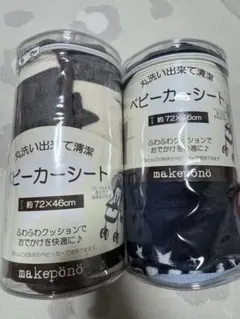 丸洗い出来て清潔
ベビーカーシート
約72×46cm
ふわふわクッションで
おでかけを快適に♪
makepōnō
丸洗い出来て清潔
ベビーカーシート
約72×46cm
ふわふわクッションで
おでかけを快適に♪
makepōnō